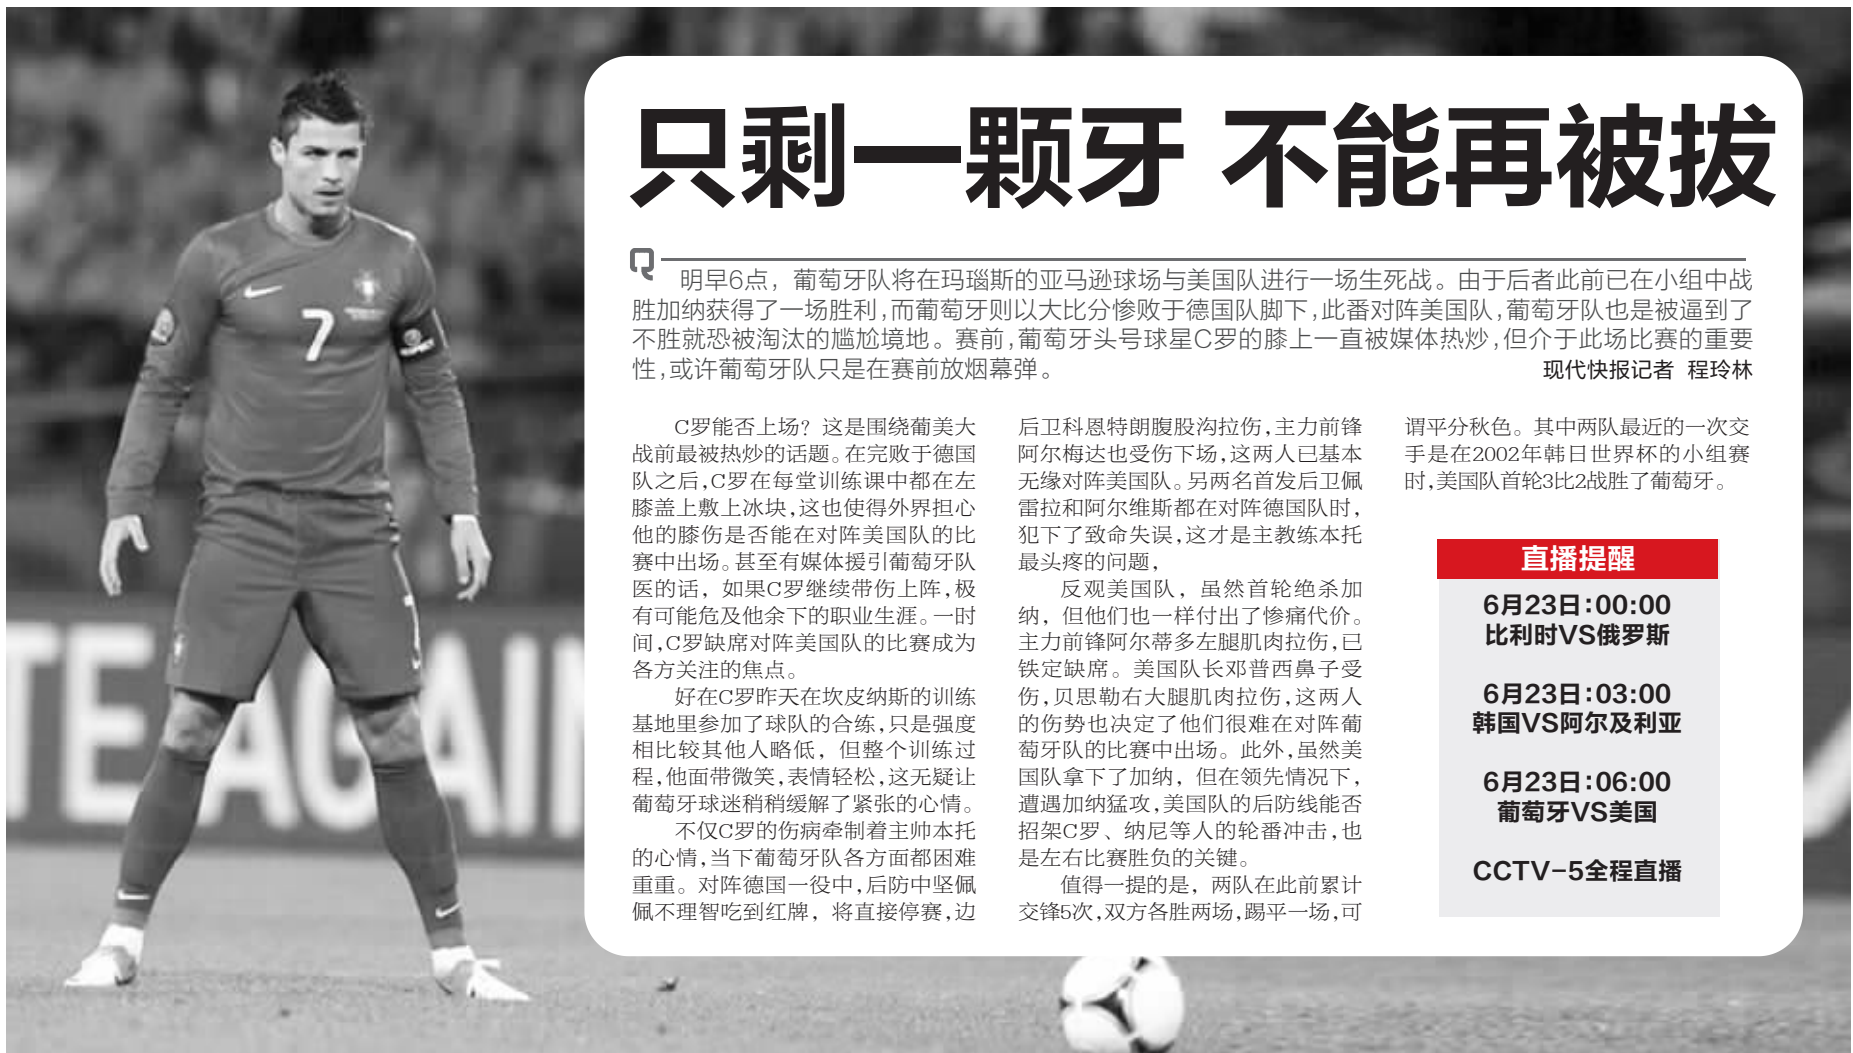 只剩一颗牙 不能再被拔
明早6点，葡萄牙队将在玛瑙斯的亚马逊球场与美国队进行一场生死战。由于后者此前已在小组中战
胜加纳获得了一场胜利,而葡萄牙则以大比分惨败于德国队脚下,此番对阵美国队,葡萄牙队也是被逼到了
不胜就恐被淘汰的尴尬境地。赛前,葡萄牙头号球星C罗的膝上一直被媒体热炒,但介于此场比赛的重要
性,或许葡萄牙队只是在赛前放烟幕弹。
现代快报记者 程玲林
C罗能否上场？这是围绕葡美大
战前最被热炒的话题。在完败于德国
队之后,C罗在每堂训练课中都在左
膝盖上敷上冰块,这也使得外界担心
他的膝伤是否能在对阵美国队的比
赛中出场。甚至有媒体援引葡萄牙队
医的话，如果C罗继续带伤上阵,极
有可能危及他余下的职业生涯。一时
间,C罗缺席对阵美国队的比赛成为
各方关注的焦点。
好在C罗昨天在坎皮纳斯的训练
基地里参加了球队的合练,只是强度
相比较其他人略低，但整个训练过
程,他面带微笑,表情轻松,这无疑让
葡萄牙球迷稍稍缓解了紧张的心情。
不仅C罗的伤病牵制着主帅本托
的心情,当下葡萄牙队各方面都困难
重重。对阵德国一役中,后防中坚佩
佩不理智吃到红牌，将直接停赛,边
后卫科恩特朗腹股沟拉伤,主力前锋
阿尔梅达也受伤下场,这两人已基本
无缘对阵美国队。另两名首发后卫佩
雷拉和阿尔维斯都在对阵德国队时,
犯下了致命失误,这才是主教练本托
最头疼的问题，
反观美国队，虽然首轮绝杀加
纳，但他们也一样付出了惨痛代价。
主力前锋阿尔蒂多左腿肌肉拉伤,已
铁定缺席。美国队长邓普西鼻子受
伤,贝思勒右大腿肌肉拉伤,这两人
的伤势也决定了他们很难在对阵葡
萄牙队的比赛中出场。此外,虽然美
国队拿下了加纳，但在领先情况下,
遭遇加纳猛攻,美国队的后防线能否
招架C罗、纳尼等人的轮番冲击,也
是左右比赛胜负的关键。
值得一提的是，两队在此前累计
交锋5次,双方各胜两场,踢平一场,可
谓平分秋色。其中两队最近的一次交
手是在2002年韩日世界杯的小组赛
时,美国队首轮3比2战胜了葡萄牙。
直播提醒
6月23日:00:00
比利时VS俄罗斯
6月23日:03:00
韩国VS阿尔及利亚
6月23日:06:00
葡萄牙VS美国
CCTV-5全程直播
7
RESPECT
TE AGAIN